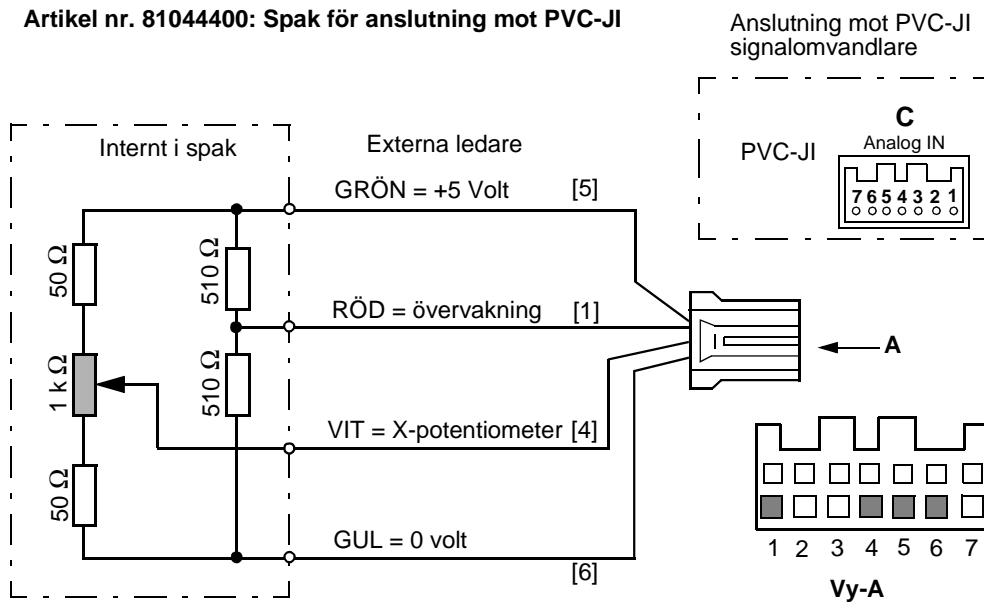 Artikel nr. 81044400: Spak för anslutning mot PVC-JI
Anslutning mot PVC-JI
signalomvandlare
Internt i spak
Externa ledare
PVC-JI
C
Analog IN
7 6 5 4 3 2 1
GRÖN = +5 Volt [5]
50 Ω
510 Ω
RÖD = övervakning [1]
1 k Ω
510 Ω
A
VIT = X-potentiometer [4]
50 Ω
GUL = 0 volt
[6]
1 2 3 4 5 6 7
Vy-A